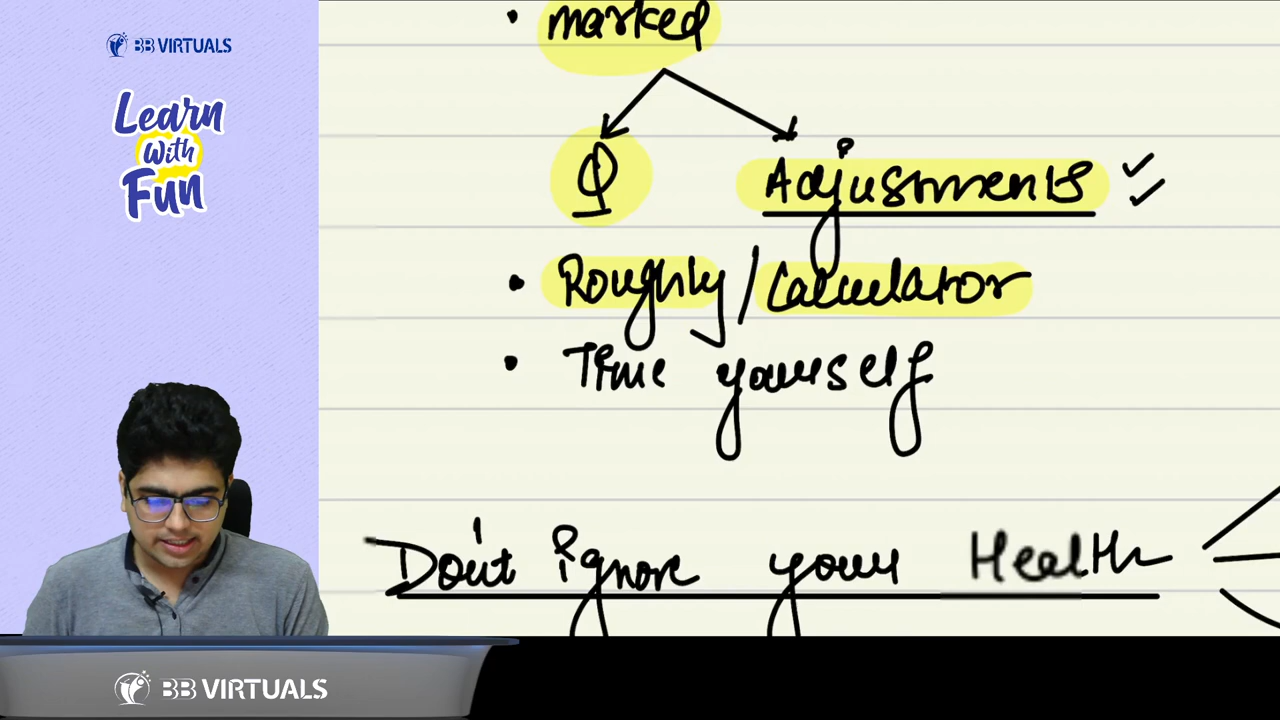 BB VIRTUALS
Learn
With
Fun
• marked
Q Adjustments
• Roughly / Calculator
• Time yourself
Don't ignore your Health
BB VIRTUALS